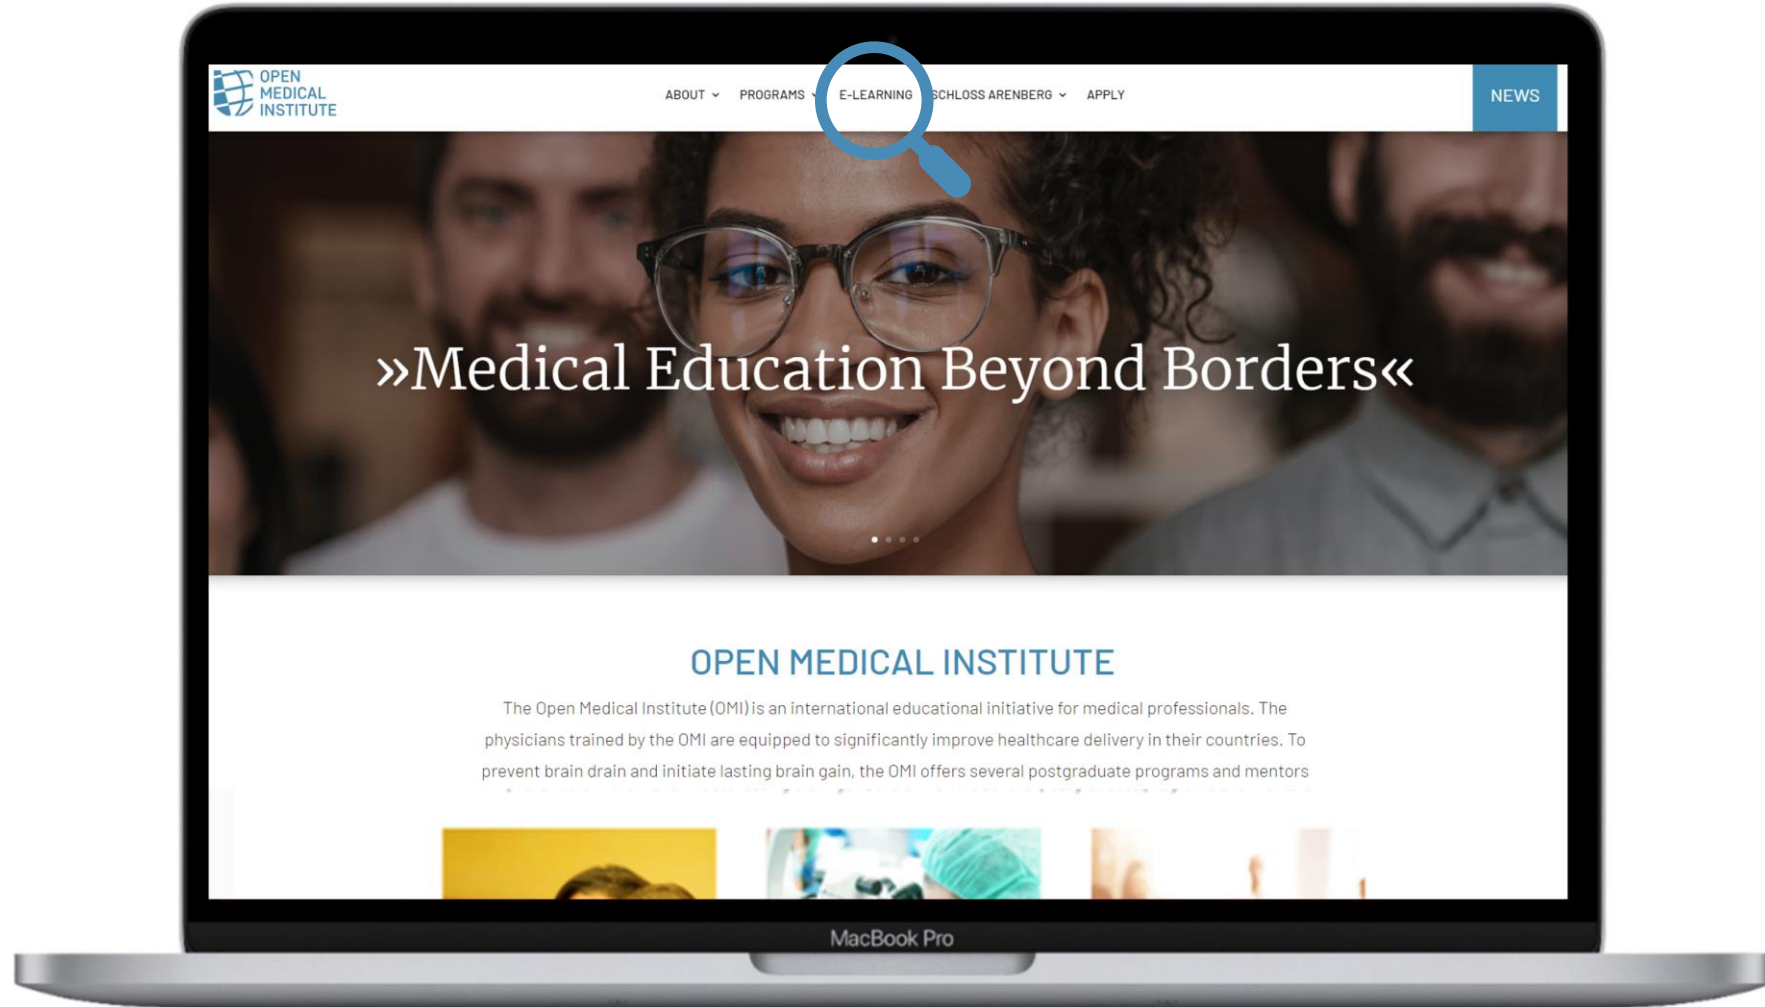 OPEN
MEDICAL
INSTITUTE
ABOUT PROGRAMS E-LEARNING SCHLOSS ARENBERG APPLY
NEWS
»Medical Education Beyond Borders«
OPEN MEDICAL INSTITUTE
The Open Medical Institute (OMI) is an international educational initiative for medical professionals. The
physicians trained by the OMI are equipped to significantly improve healthcare delivery in their countries. To
prevent brain drain and initiate lasting brain gain, the OMI offers several postgraduate programs and mentors
MacBook Pro